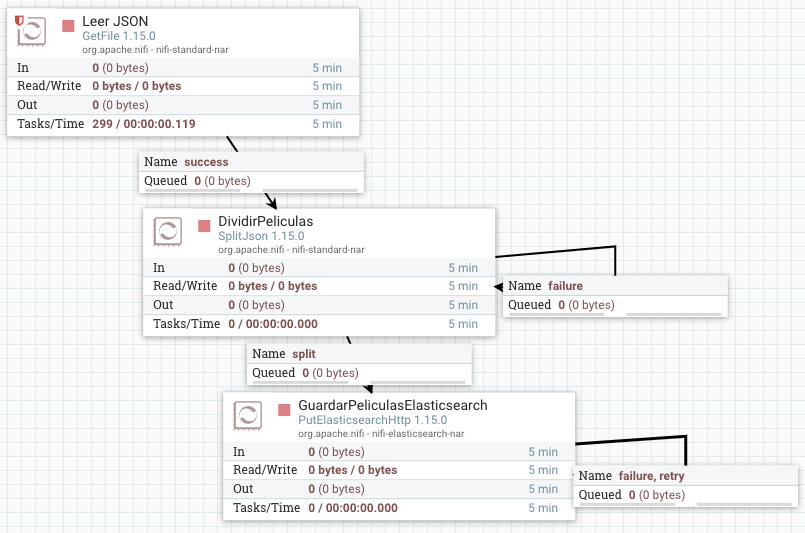 Leer JSON
GetFile 1.15.0
org.apache.nifi - nifi-standard-nar
In 0 (0 bytes) 5 min
Read/Write 0 bytes / 0 bytes 5 min
Out 0 (0 bytes) 5 min
Tasks/Time 299 / 00:00:00.119 5 min
Name success
Queued 0 (0 bytes)
DividirPeliculas
SplitJson 1.15.0
org.apache.nifi - nifi-standard-nar
In 0 (0 bytes) 5 min
Read/Write 0 bytes / 0 bytes 5 min
Out 0 (0 bytes) 5 min
Tasks/Time 0 / 00:00:00.000 5 min
Name failure
Queued 0 (0 bytes)
Name split
Queued 0 (0 bytes)
GuardarPeliculasElasticsearch
PutElasticsearchHttp 1.15.0
org.apache.nifi - nifi-elasticsearch-nar
In 0 (0 bytes) 5 min
Read/Write 0 bytes / 0 bytes 5 min
Out 0 (0 bytes) 5 min
Tasks/Time 0 / 00:00:00.000 5 min
Name failure, retry
Queued 0 (0 bytes)